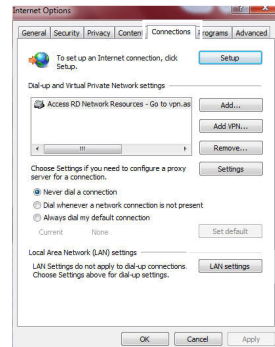 Internet Options
General Security Privacy Content Connections Programs Advanced
To set up an Internet connection, click
Setup.
Setup
Dial-up and Virtual Private Network settings
Access RD Network Resources - Go to vpn.as
Add...
Add VPN...
Remove...
Choose Settings if you need to configure a proxy
server for a connection.
Settings
Never dial a connection
Dial whenever a network connection is not present
Always dial my default connection
Current None
Set default
Local Area Network (LAN) settings
LAN Settings do not apply to dial-up connections.
Choose Settings above for dial-up settings.
LAN settings
OK Cancel Apply